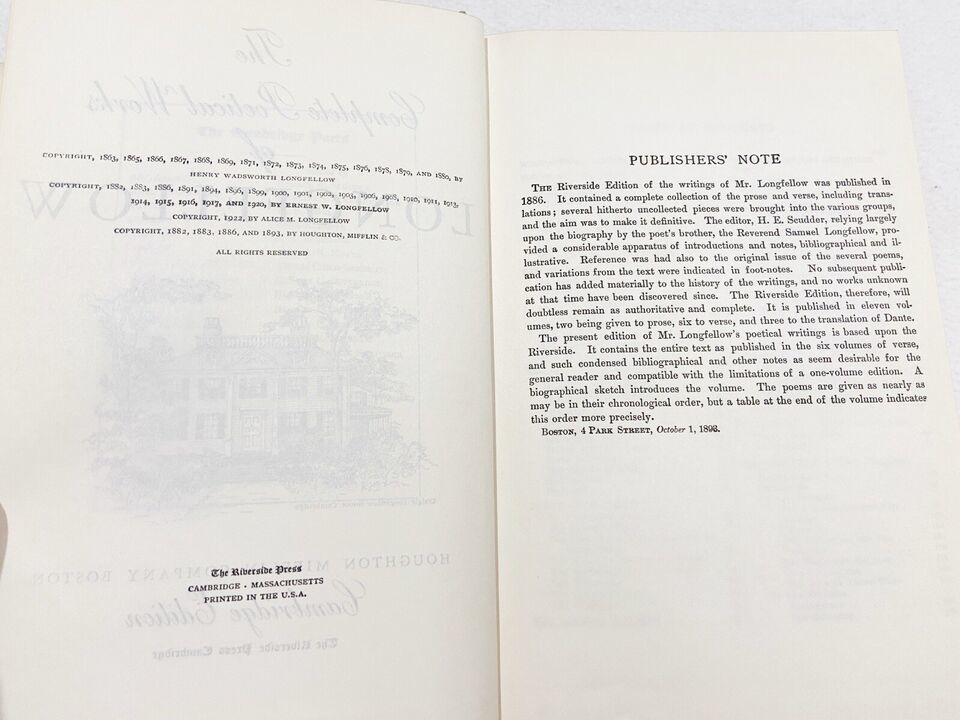 COPYRIGHT, 1863, 1865, 1866, 1867, 1868, 1869, 1871, 1872, 1873, 1874, 1875, 1876, 1878, 1879, AND 1880, BY
HENRY WADSWORTH LONGFELLOW
COPYRIGHT, 1882, 1883, 1886, 1891, 1894, 1896, 1899, 1900, 1901, 1902, 1903, 1906, 1908, 1910, 1911, 1913,
1914, 1915, 1916, 1917, AND 1920, BY ERNEST W. LONGFELLOW
COPYRIGHT, 1922, BY ALICE M. LONGFELLOW
COPYRIGHT, 1882, 1883, 1886, AND 1893, BY HOUGHTON, MIFFLIN & CO.
ALL RIGHTS RESERVED
The Riverside Press
CAMBRIDGE . MASSACHUSETTS
PRINTED IN THE U.S.A.
PUBLISHERS' NOTE
THE Riverside Edition of the writings of Mr. Longfellow was published in
1886. It contained a complete collection of the prose and verse, including trans-
lations; several hitherto uncollected pieces were brought into the various groups,
and the aim was to make it definitive. The editor, H. E. Scudder, relying largely
upon the biography by the poet's brother, the Reverend Samuel Longfellow, pro-
vided a considerable apparatus of introductions and notes, bibliographical and il-
lustrative. Reference was had also to the original issue of the several poems,
and variations from the text were indicated in foot-notes. No subsequent publi-
cation has added materially to the history of the writings, and no works unknown
at that time have been discovered since. The Riverside Edition, therefore, will
doubtless remain as authoritative and complete. It is published in eleven vol-
umes, two being given to prose, six to verse, and three to the translation of Dante.
The present edition of Mr. Longfellow's poetical writings is based upon the
Riverside. It contains the entire text as published in the six volumes of verse,
and such condensed bibliographical and other notes as seem desirable for the
general reader and compatible with the limitations of a one-volume edition. A
biographical sketch introduces the volume. The poems are given as nearly as
may be in their chronological order, but a table at the end of the volume indicates
this order more precisely.
BOSTON, 4 PARK STREET, October 1, 1893.